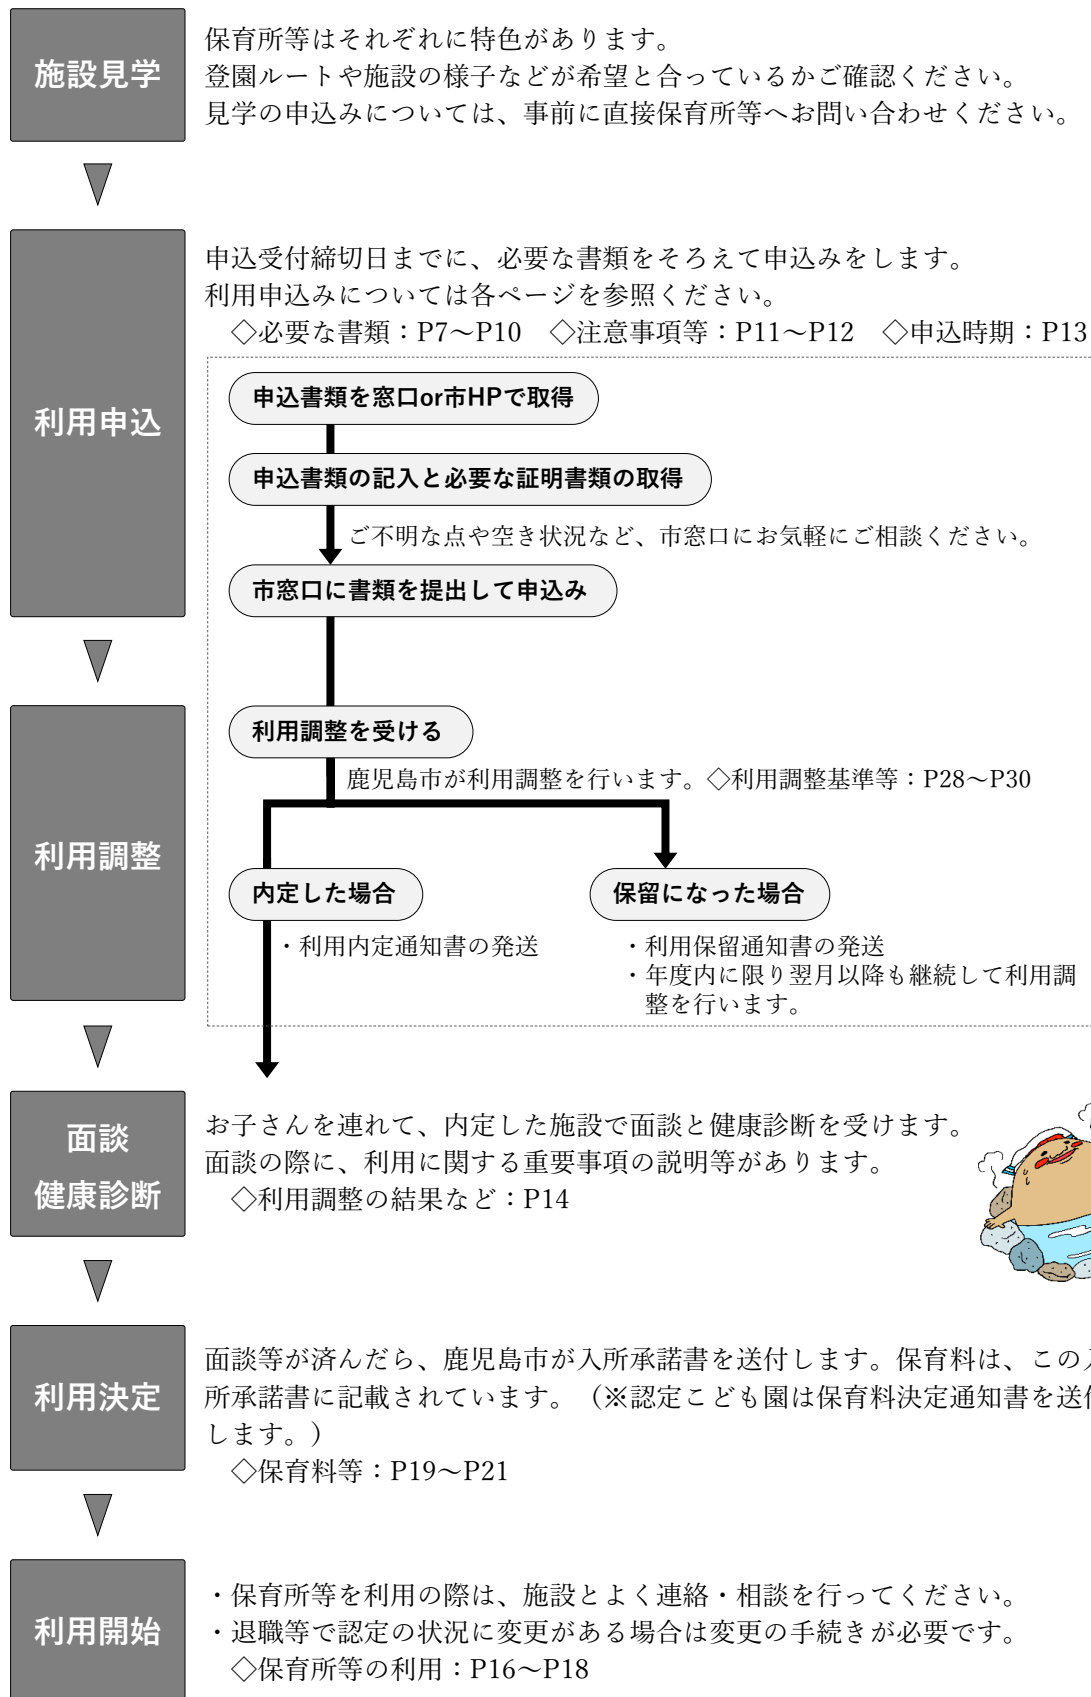 施設見学
保育所等はそれぞれに特色があります。
登園ルートや施設の様子などが希望と合っているかご確認ください。
見学の申込みについては、事前に直接保育所等へお問い合わせください。
利用申込
申込受付締切日までに、必要な書類をそろえて申込みをします。
利用申込みについては各ページを参照ください。
◇必要な書類：P7～P10　◇注意事項等：P11～P12　◇申込時期：P13
申込書類を窓口or市HPで取得
申込書類の記入と必要な証明書類の取得
ご不明な点や空き状況など、市窓口にお気軽にご相談ください。
市窓口に書類を提出して申込み
利用調整
利用調整を受ける
鹿児島市が利用調整を行います。◇利用調整基準等：P28～P30
内定した場合
・利用内定通知書の発送
保留になった場合
・利用保留通知書の発送
・年度内に限り翌月以降も継続して利用調
整を行います。
面談
健康診断
お子さんを連れて、内定した施設で面談と健康診断を受けます。
面談の際に、利用に関する重要事項の説明等があります。
◇利用調整の結果など：P14
利用決定
面談等が済んだら、鹿児島市が入所承諾書を送付します。保育料は、この入
所承諾書に記載されています。（※認定こども園は保育料決定通知書を送付
します。）
◇保育料等：P19～P21
利用開始
・保育所等を利用の際は、施設とよく連絡・相談を行ってください。
・退職等で認定の状況に変更がある場合は変更の手続きが必要です。
◇保育所等の利用：P16～P18